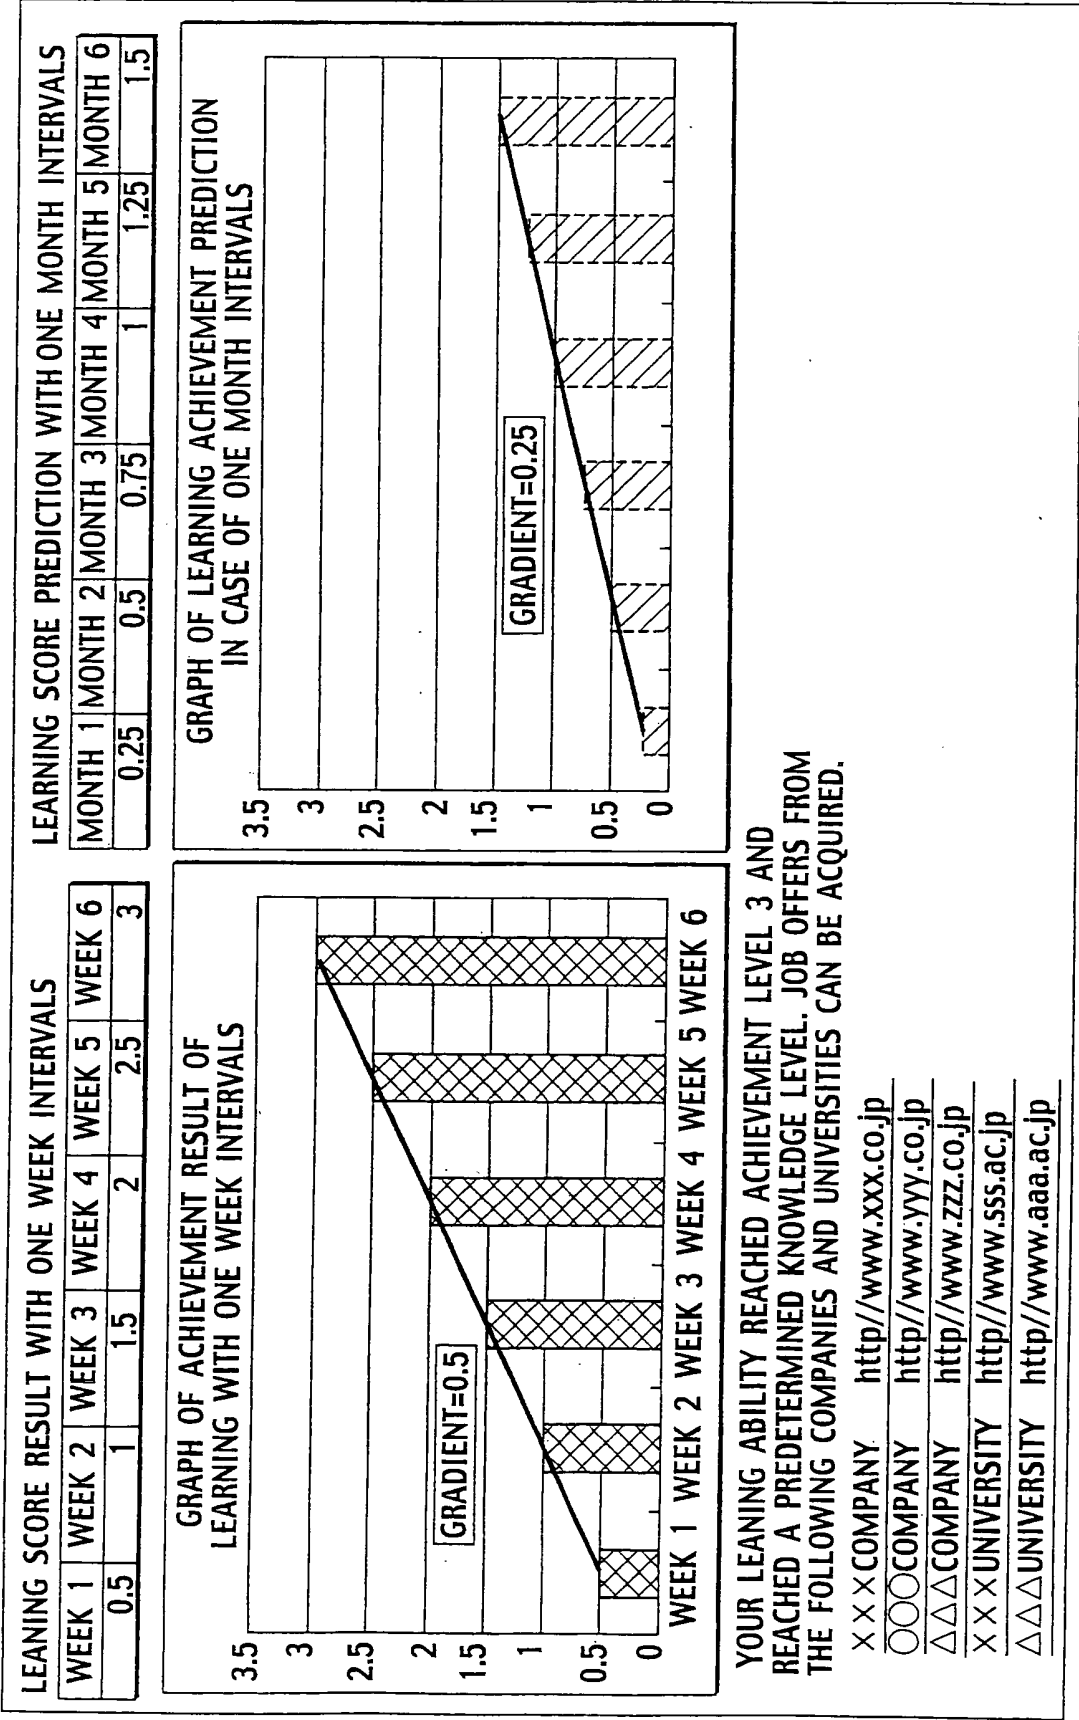 LEANING SCORE RESULT WITH ONE WEEK INTERVALS
WEEK 1 WEEK 2 WEEK 3 WEEK 4 WEEK 5 WEEK 6
0.5 1 1.5 2 2.5 3
GRAPH OF ACHIEVEMENT RESULT OF
LEARNING WITH ONE WEEK INTERVALS
3.5
3
2.5
2
1.5
1
0.5
0
GRADIENT=0.5
WEEK 1 WEEK 2 WEEK 3 WEEK 4 WEEK 5 WEEK 6
LEARNING SCORE PREDICTION WITH ONE MONTH INTERVALS
MONTH 1 MONTH 2 MONTH 3 MONTH 4 MONTH 5 MONTH 6
0.25 0.5 0.75 1 1.25 1.5
GRAPH OF LEARNING ACHIEVEMENT PREDICTION
IN CASE OF ONE MONTH INTERVALS
3.5
3
2.5
2
1.5
1
0.5
0
GRADIENT=0.25
YOUR LEANING ABILITY REACHED ACHIEVEMENT LEVEL 3 AND
REACHED A PREDETERMINED KNOWLEDGE LEVEL. JOB OFFERS FROM
THE FOLLOWING COMPANIES AND UNIVERSITIES CAN BE ACQUIRED.
×××COMPANY http//www.xxx.co.jp
○○○COMPANY http//www.yyy.co.jp
△△△COMPANY http//www.zzz.co.jp
×××UNIVERSITY http//www.sss.ac.jp
△△△UNIVERSITY http//www.aaa.ac.jp